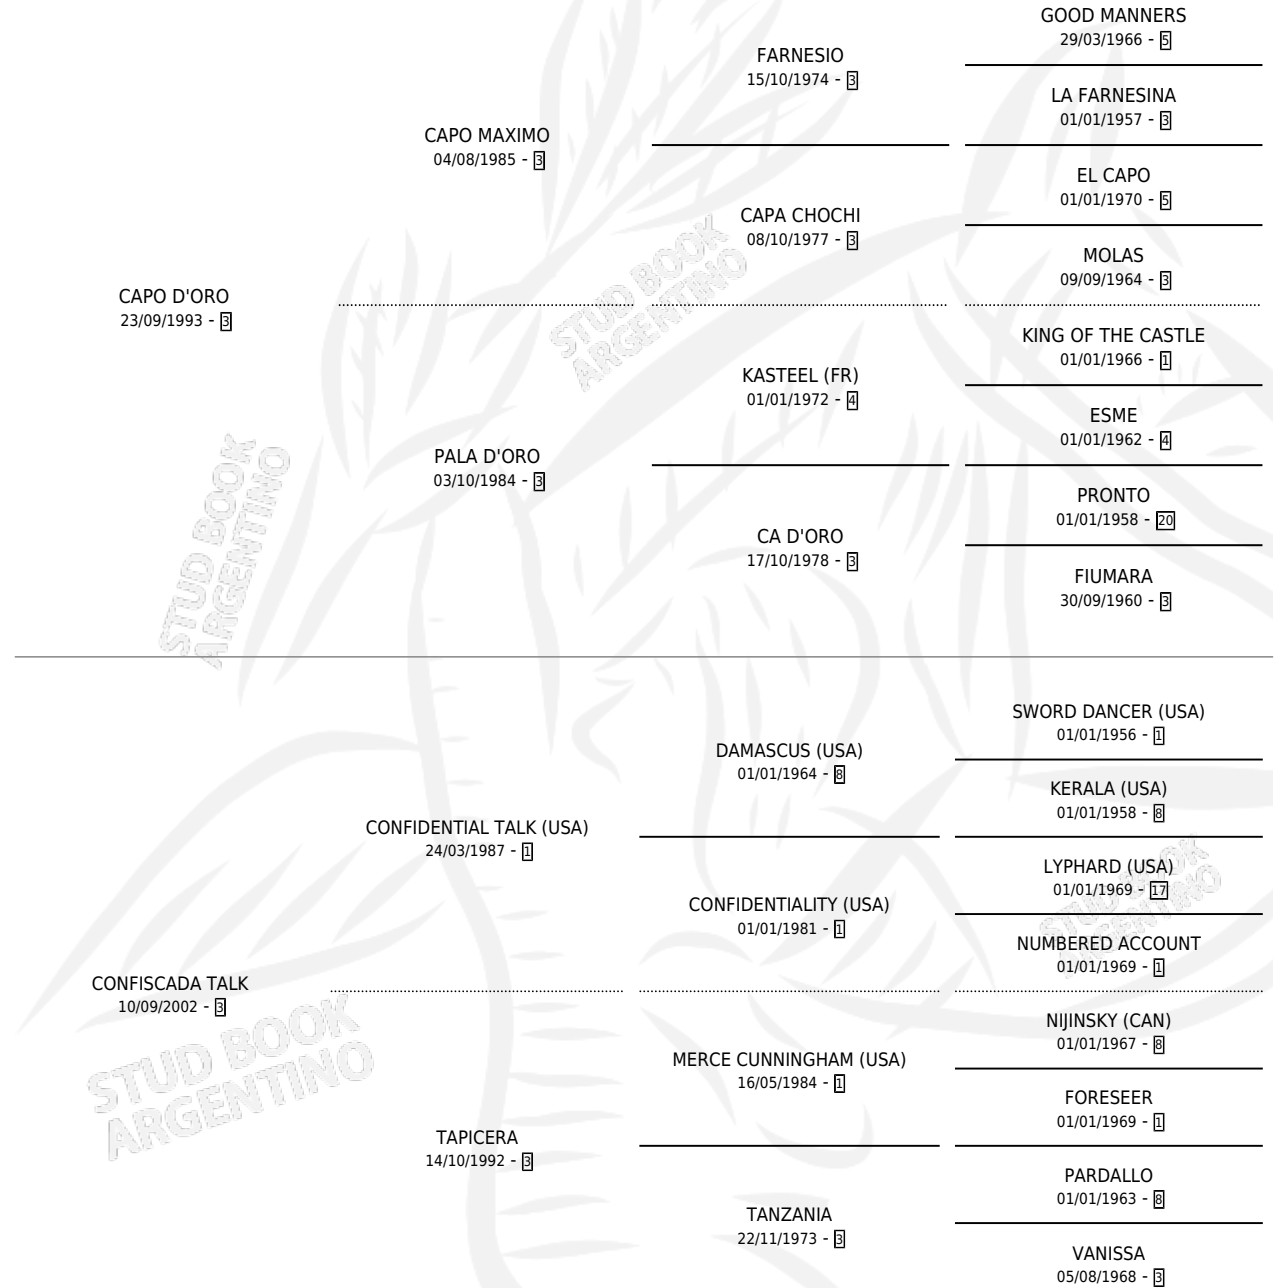 GOOD MANNERS
29/03/1966 - 5
FARNESIO
15/10/1974 - 3
LA FARNESINA
01/01/1957 - 3
CAPO MAXIMO
04/08/1985 - 3
EL CAPO
01/01/1970 - 5
CAPA CHOCHI
08/10/1977 - 3
MOLAS
09/09/1964 - 3
CAPO D'ORO
23/09/1993 - 3
KING OF THE CASTLE
01/01/1966 - 1
KASTEEL (FR)
01/01/1972 - 4
ESME
01/01/1962 - 4
PALA D'ORO
03/10/1984 - 3
PRONTO
01/01/1958 - 20
CA D'ORO
17/10/1978 - 3
FIUMARA
30/09/1960 - 3
SWORD DANCER (USA)
01/01/1956 - 1
DAMASCUS (USA)
01/01/1964 - 8
KERALA (USA)
01/01/1958 - 8
CONFIDENTIAL TALK (USA)
24/03/1987 - 1
LYPHARD (USA)
01/01/1969 - 17
CONFIDENTIALITY (USA)
01/01/1981 - 1
NUMBERED ACCOUNT
01/01/1969 - 1
CONFISCADA TALK
10/09/2002 - 3
NIJINSKY (CAN)
01/01/1967 - 8
MERCE CUNNINGHAM (USA)
16/05/1984 - 1
FORESEER
01/01/1969 - 1
TAPICERA
14/10/1992 - 3
PARDALLO
01/01/1963 - 8
TANZANIA
22/11/1973 - 3
VANISSA
05/08/1968 - 3
STUD BOOK
ARGENTINO
STUD BOOK
ARGENTINO
STUD BOOK
ARGENTINO
STUD BOOK
ARGENTINO